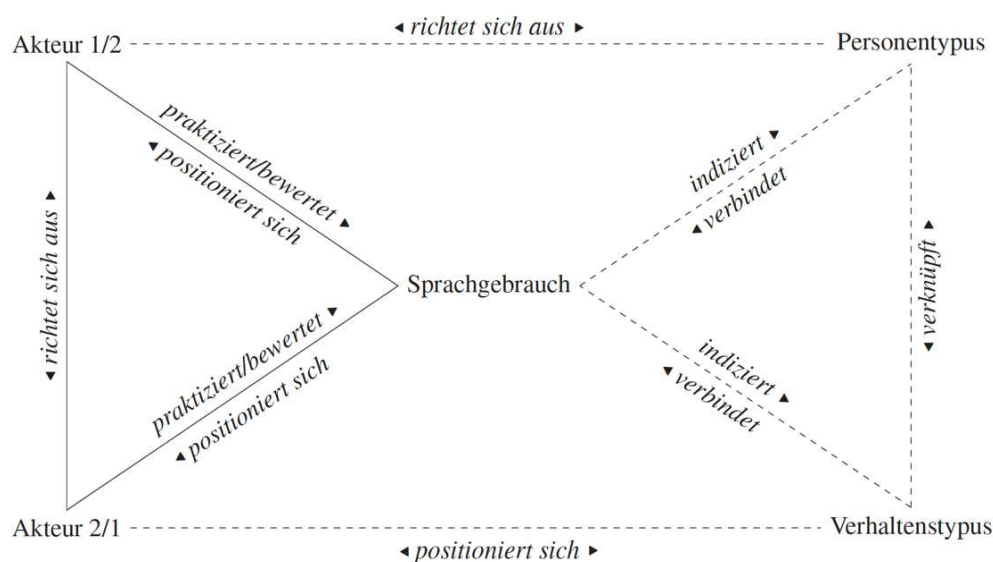 ◄ richtet sich aus ►
Akteur 1/2
Personentypus
praktiziert/bewertet ►
◄ positioniert sich
indiziert ►
◄ verbindet
◄ richtet sich aus ►
◄ verknüpft ►
Sprachgebrauch
praktiziert/bewertet ►
◄ positioniert sich
indiziert ►
◄ verbindet
Akteur 2/1
Verhaltenstypus
◄ positioniert sich ►